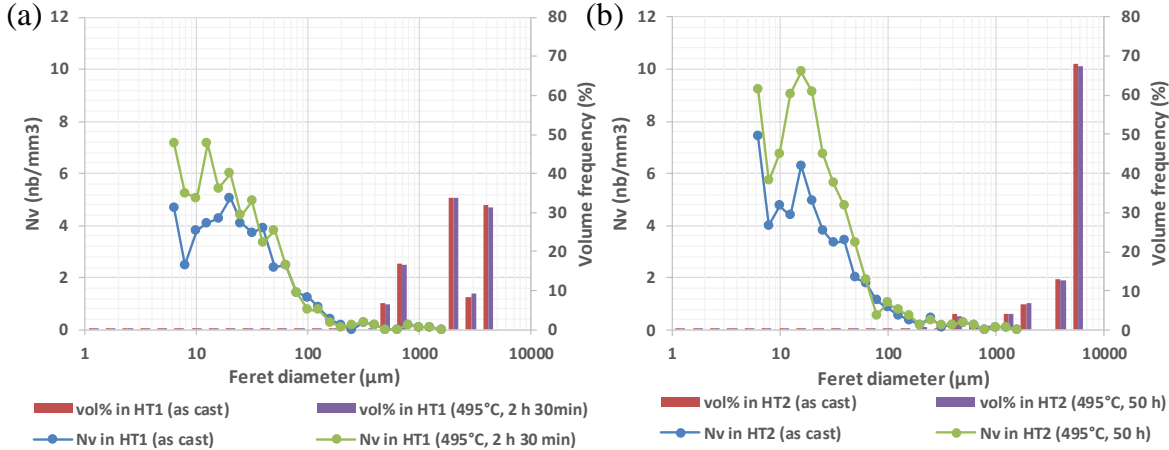 (a)
12
10
8
6
4
2
0
Nv (nb/mm3)
80
70
60
50
40
30
20
10
0
Volume frequency (%)
1 10 100 1000 10000
Feret diameter (µm)
vol% in HT1 (as cast) vol% in HT1 (495°C, 2 h 30min)
Nv in HT1 (as cast) Nv in HT1 (495°C, 2 h 30 min)
(b)
12
10
8
6
4
2
0
Nv (nb/mm3)
80
70
60
50
40
30
20
10
0
Volume frequency (%)
1 10 100 1000 10000
Feret diameter (µm)
vol% in HT2 (as cast) vol% in HT2 (495°C, 50 h)
Nv in HT2 (as cast) Nv in HT2 (495°C, 50 h)